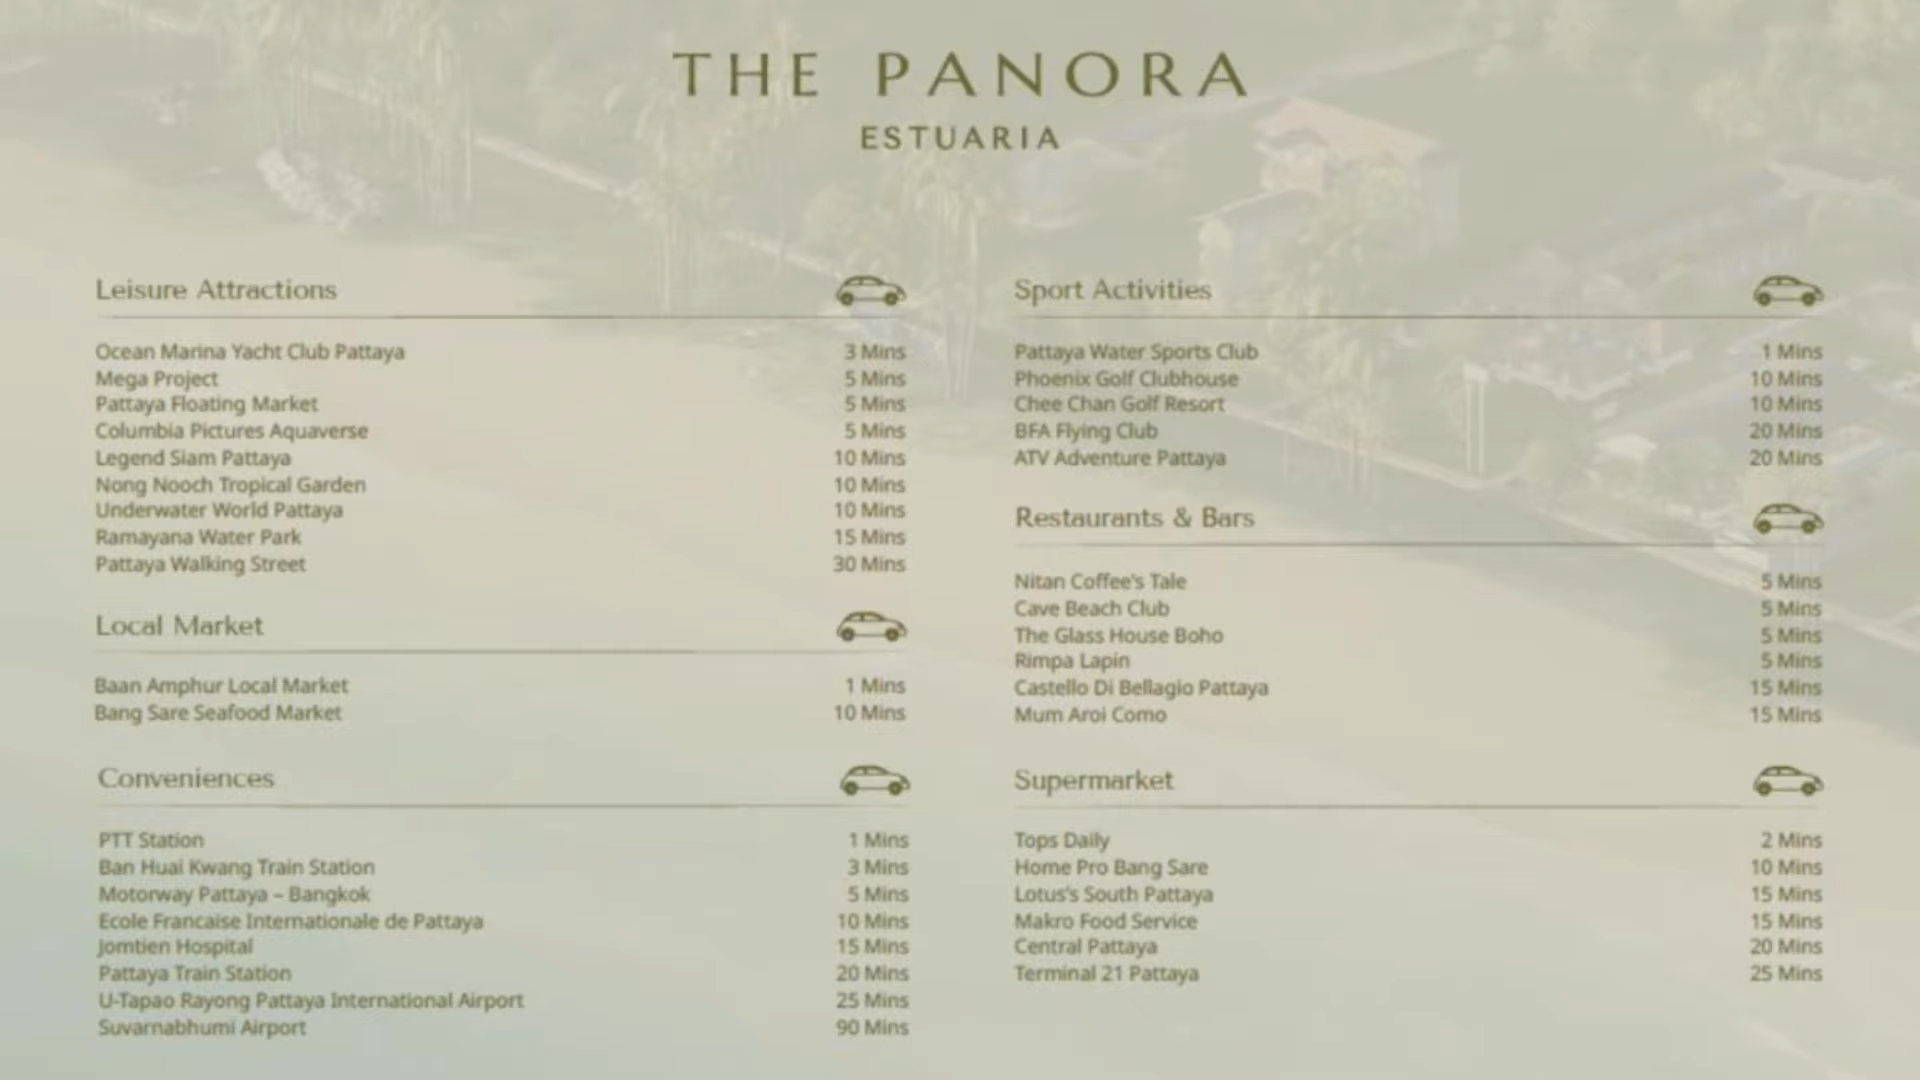 THE PANORA
ESTUARIA
Leisure Attractions
Ocean Marina Yacht Club Pattaya 3 Mins
Mega Project 5 Mins
Pattaya Floating Market 5 Mins
Columbia Pictures Aquaverse 5 Mins
Legend Siam Pattaya 10 Mins
Nong Nooch Tropical Garden 10 Mins
Underwater World Pattaya 10 Mins
Ramayana Water Park 15 Mins
Pattaya Walking Street 30 Mins
Local Market
Baan Amphur Local Market 1 Mins
Bang Sare Seafood Market 10 Mins
Conveniences
PTT Station 1 Mins
Ban Huai Kwang Train Station 3 Mins
Motorway Pattaya – Bangkok 5 Mins
Ecole Francaise Internationale de Pattaya 10 Mins
Jomtien Hospital 15 Mins
Pattaya Train Station 20 Mins
U-Tapao Rayong Pattaya International Airport 25 Mins
Suvarnabhumi Airport 90 Mins
Sport Activities
Pattaya Water Sports Club 1 Mins
Phoenix Golf Clubhouse 10 Mins
Chee Chan Golf Resort 10 Mins
BFA Flying Club 20 Mins
ATV Adventure Pattaya 20 Mins
Restaurants & Bars
Nitan Coffee's Tale 5 Mins
Cave Beach Club 5 Mins
The Glass House Boho 5 Mins
Rimpa Lapin 5 Mins
Castello Di Bellagio Pattaya 15 Mins
Mum Aroi Como 15 Mins
Supermarket
Tops Daily 2 Mins
Home Pro Bang Sare 10 Mins
Lotus's South Pattaya 15 Mins
Makro Food Service 15 Mins
Central Pattaya 20 Mins
Terminal 21 Pattaya 25 Mins